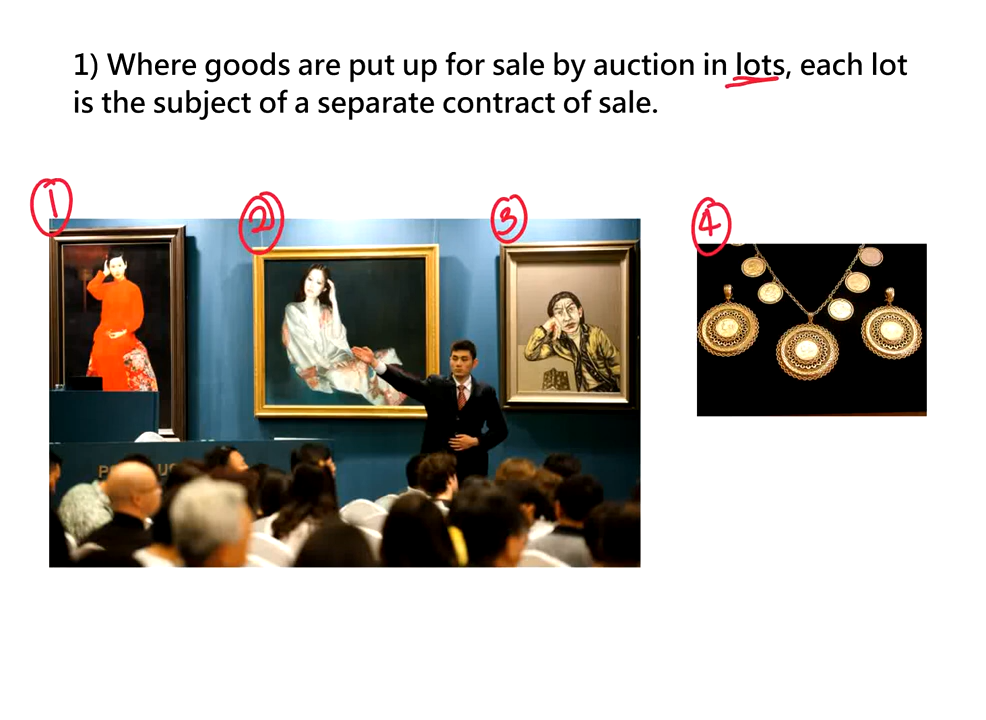 1) Where goods are put up for sale by auction in lots, each lot
is the subject of a separate contract of sale.
1
2
3
4